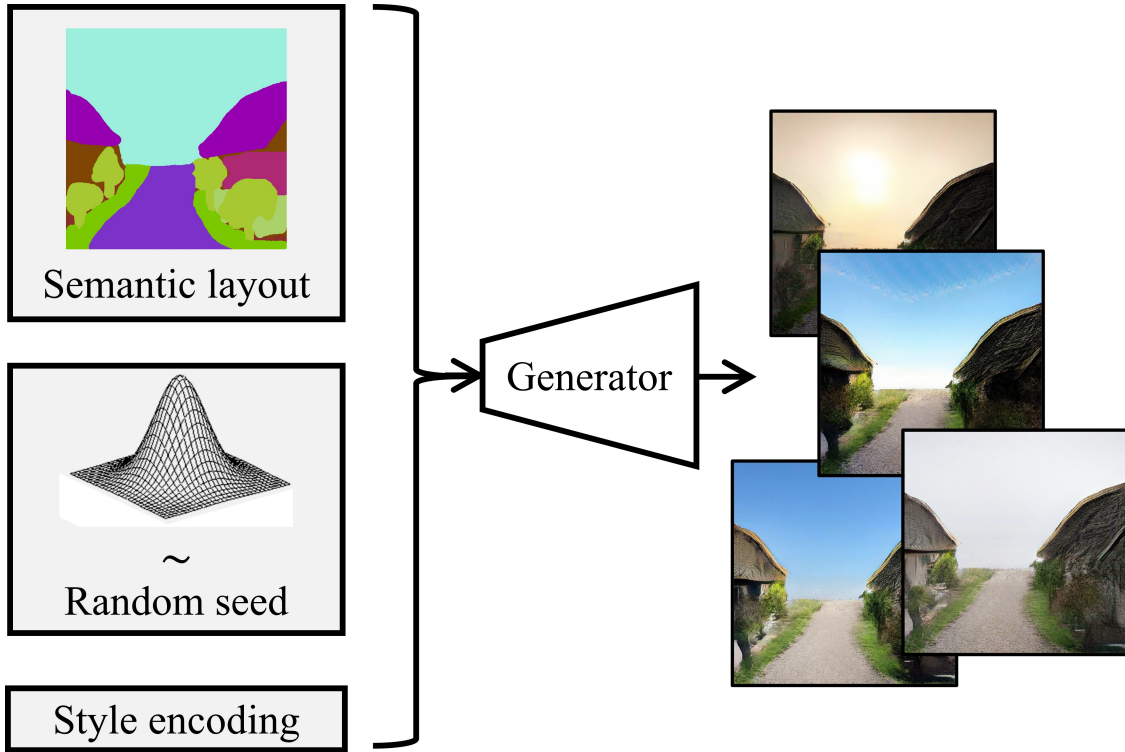 Semantic layout
~
Random seed
Style encoding
Generator